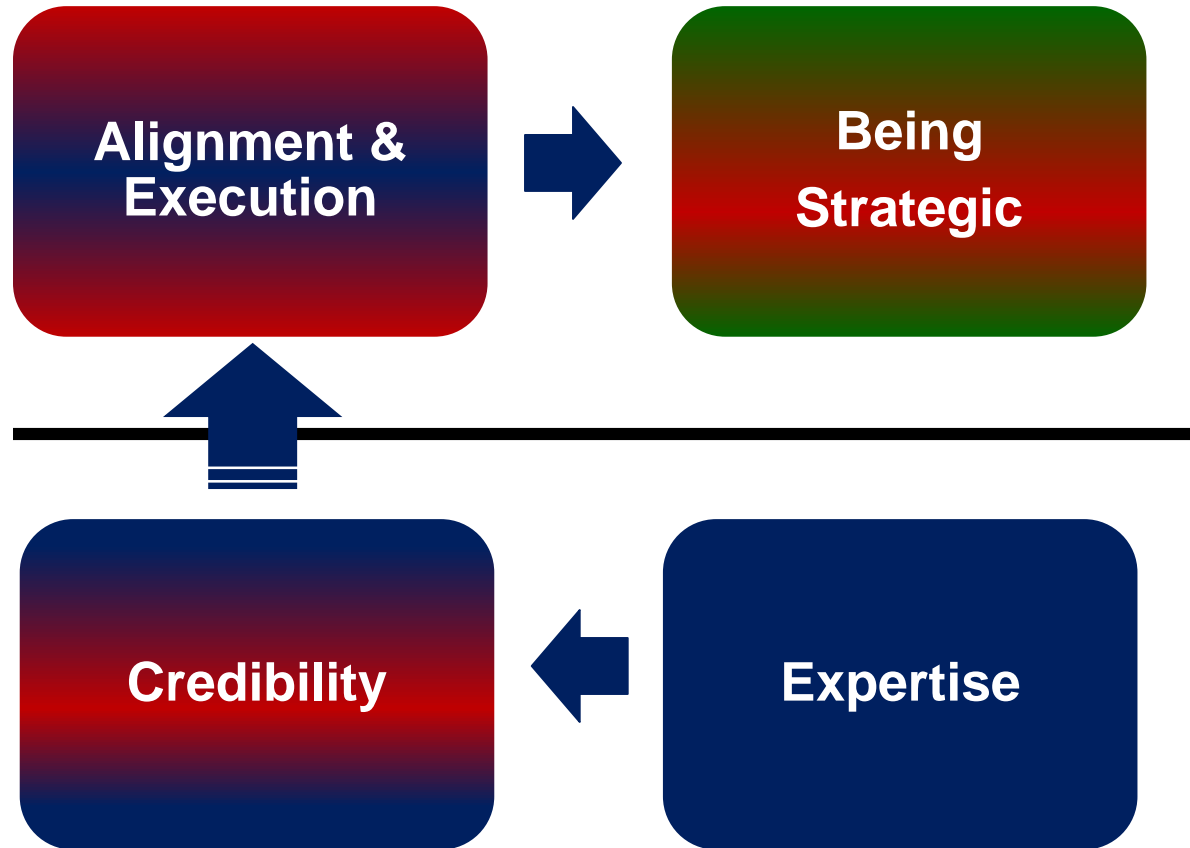 Alignment &
Execution
Being
Strategic
Credibility
Expertise